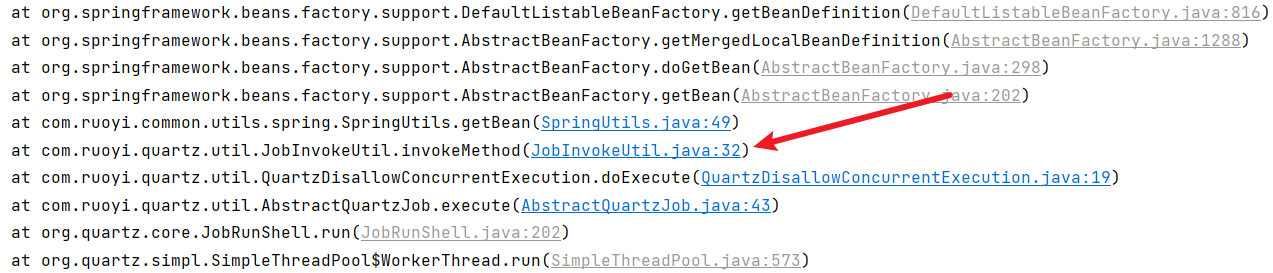 at org.springframework.beans.factory.support.DefaultListableBeanFactory.getBeanDefinition(DefaultListableBeanFactory.java:816)
at org.springframework.beans.factory.support.AbstractBeanFactory.getMergedLocalBeanDefinition(AbstractBeanFactory.java:1288)
at org.springframework.beans.factory.support.AbstractBeanFactory.doGetBean(AbstractBeanFactory.java:298)
at org.springframework.beans.factory.support.AbstractBeanFactory.getBean(AbstractBeanFactory.java:202)
at com.ruoyi.common.utils.spring.SpringUtils.getBean(SpringUtils.java:49)
at com.ruoyi.quartz.util.JobInvokeUtil.invokeMethod(JobInvokeUtil.java:32)
at com.ruoyi.quartz.util.QuartzDisallowConcurrentExecution.doExecute(QuartzDisallowConcurrentExecution.java:19)
at com.ruoyi.quartz.util.AbstractQuartzJob.execute(AbstractQuartzJob.java:43)
at org.quartz.core.JobRunShell.run(JobRunShell.java:202)
at org.quartz.simpl.SimpleThreadPool$WorkerThread.run(SimpleThreadPool.java:573)